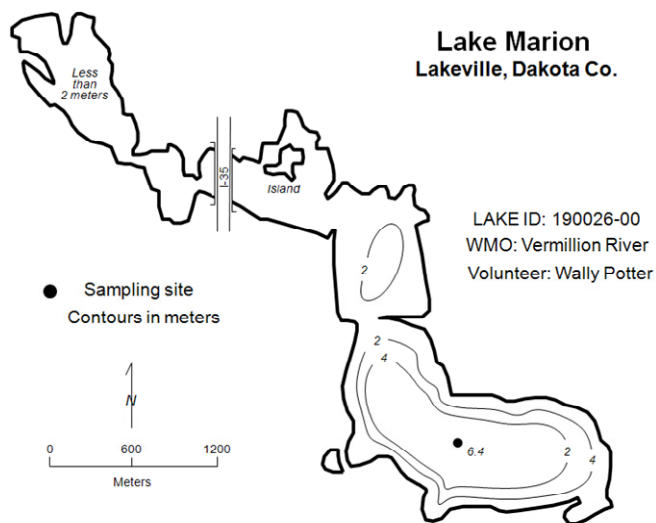 Lake Marion
Lakeville, Dakota Co.
Less
than
2 meters
I-35
Island
LAKE ID: 190026-00
WMO: Vermillion River
Volunteer: Wally Potter
2
Sampling site
Contours in meters
2
4
N
6.4
2
4
0
600
1200
Meters